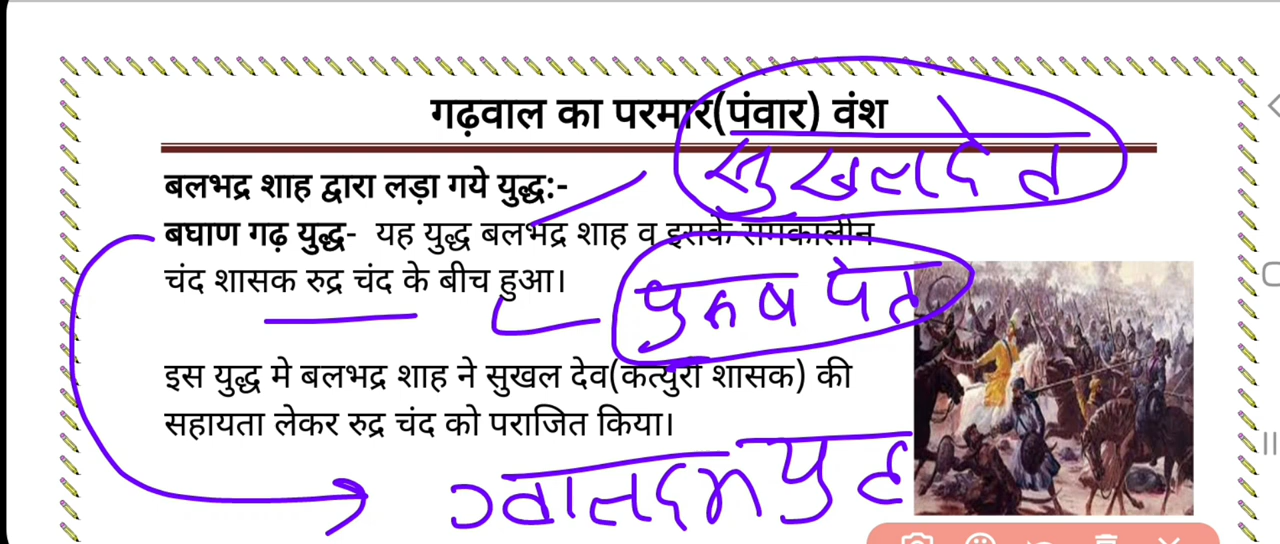 गढ़वाल का परमार(पंवार) वंश
सुखलदेव
बलभद्र शाह द्वारा लड़ा गये युद्ध:-
बघाण गढ़ युद्ध- यह युद्ध बलभद्र शाह व इसके समकालीन
चंद शासक रुद्र चंद के बीच हुआ।
पुरुष पंत
इस युद्ध मे बलभद्र शाह ने सुखल देव(कत्युरी शासक) की
सहायता लेकर रुद्र चंद को पराजित किया।
ग्वालदम युद्ध